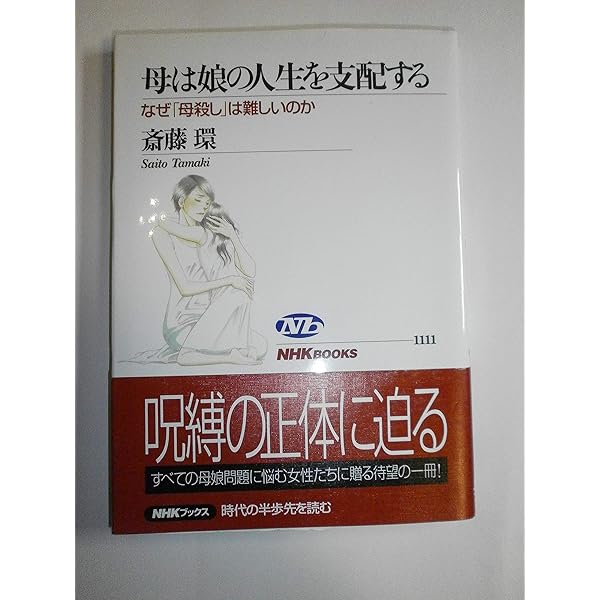 母は娘の人生を支配する
なぜ「母殺し」は難しいのか
斎藤 環
Saito Tamaki
Nb
NHK BOOKS
1111
呪縛の正体に迫る
すべての母娘問題に悩む女性たちに贈る待望の一冊!
NHKブックス 時代の半歩先を読む